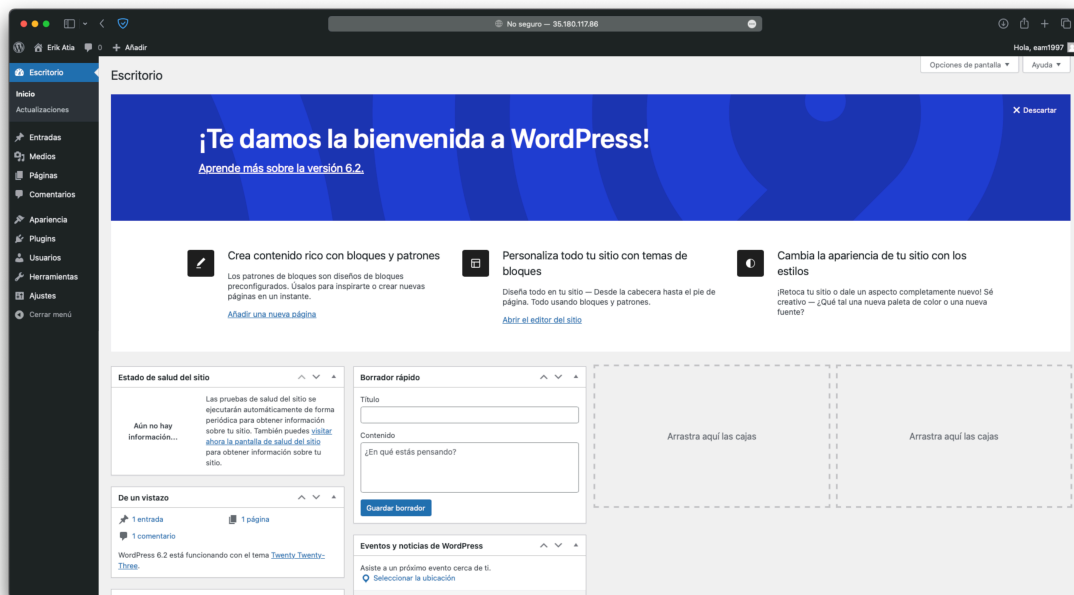 No seguro — 35.180.117.86
Erik Atia
0
Añadir
Hola, eam1997
Escritorio
Inicio
Actualizaciones
Entradas
Medios
Páginas
Comentarios
Apariencia
Plugins
Usuarios
Herramientas
Ajustes
Cerrar menú
Escritorio
Opciones de pantalla
Ayuda
Descartar
¡Te damos la bienvenida a WordPress!
Aprende más sobre la versión 6.2.
Crea contenido rico con bloques y patrones
Los patrones de bloques son diseños de bloques
preconfigurados. Úsalos para inspirarte o crear nuevas
páginas en un instante.
Añadir una nueva página
Personaliza todo tu sitio con temas de
bloques
Diseña todo en tu sitio — Desde la cabecera hasta el pie de
página. Todo usando bloques y patrones.
Abrir el editor del sitio
Cambia la apariencia de tu sitio con los
estilos
¡Retoca tu sitio o dale un aspecto completamente nuevo! Sé
creativo — ¿Qué tal una nueva paleta de color o una nueva
fuente?
Estado de salud del sitio
Aún no hay
información...
Las pruebas de salud del sitio se
ejecutarán automáticamente de forma
periódica para obtener información
sobre tu sitio. También puedes visitar
ahora la pantalla de salud del sitio
para obtener información sobre tu
sitio.
De un vistazo
1 entrada
1 página
1 comentario
WordPress 6.2 está funcionando con el tema Twenty Twenty-
Three.
Borrador rápido
Título
Contenido
¿En qué estás pensando?
Guardar borrador
Eventos y noticias de WordPress
Asiste a un próximo evento cerca de ti.
Seleccionar la ubicación
Arrastra aquí las cajas
Arrastra aquí las cajas